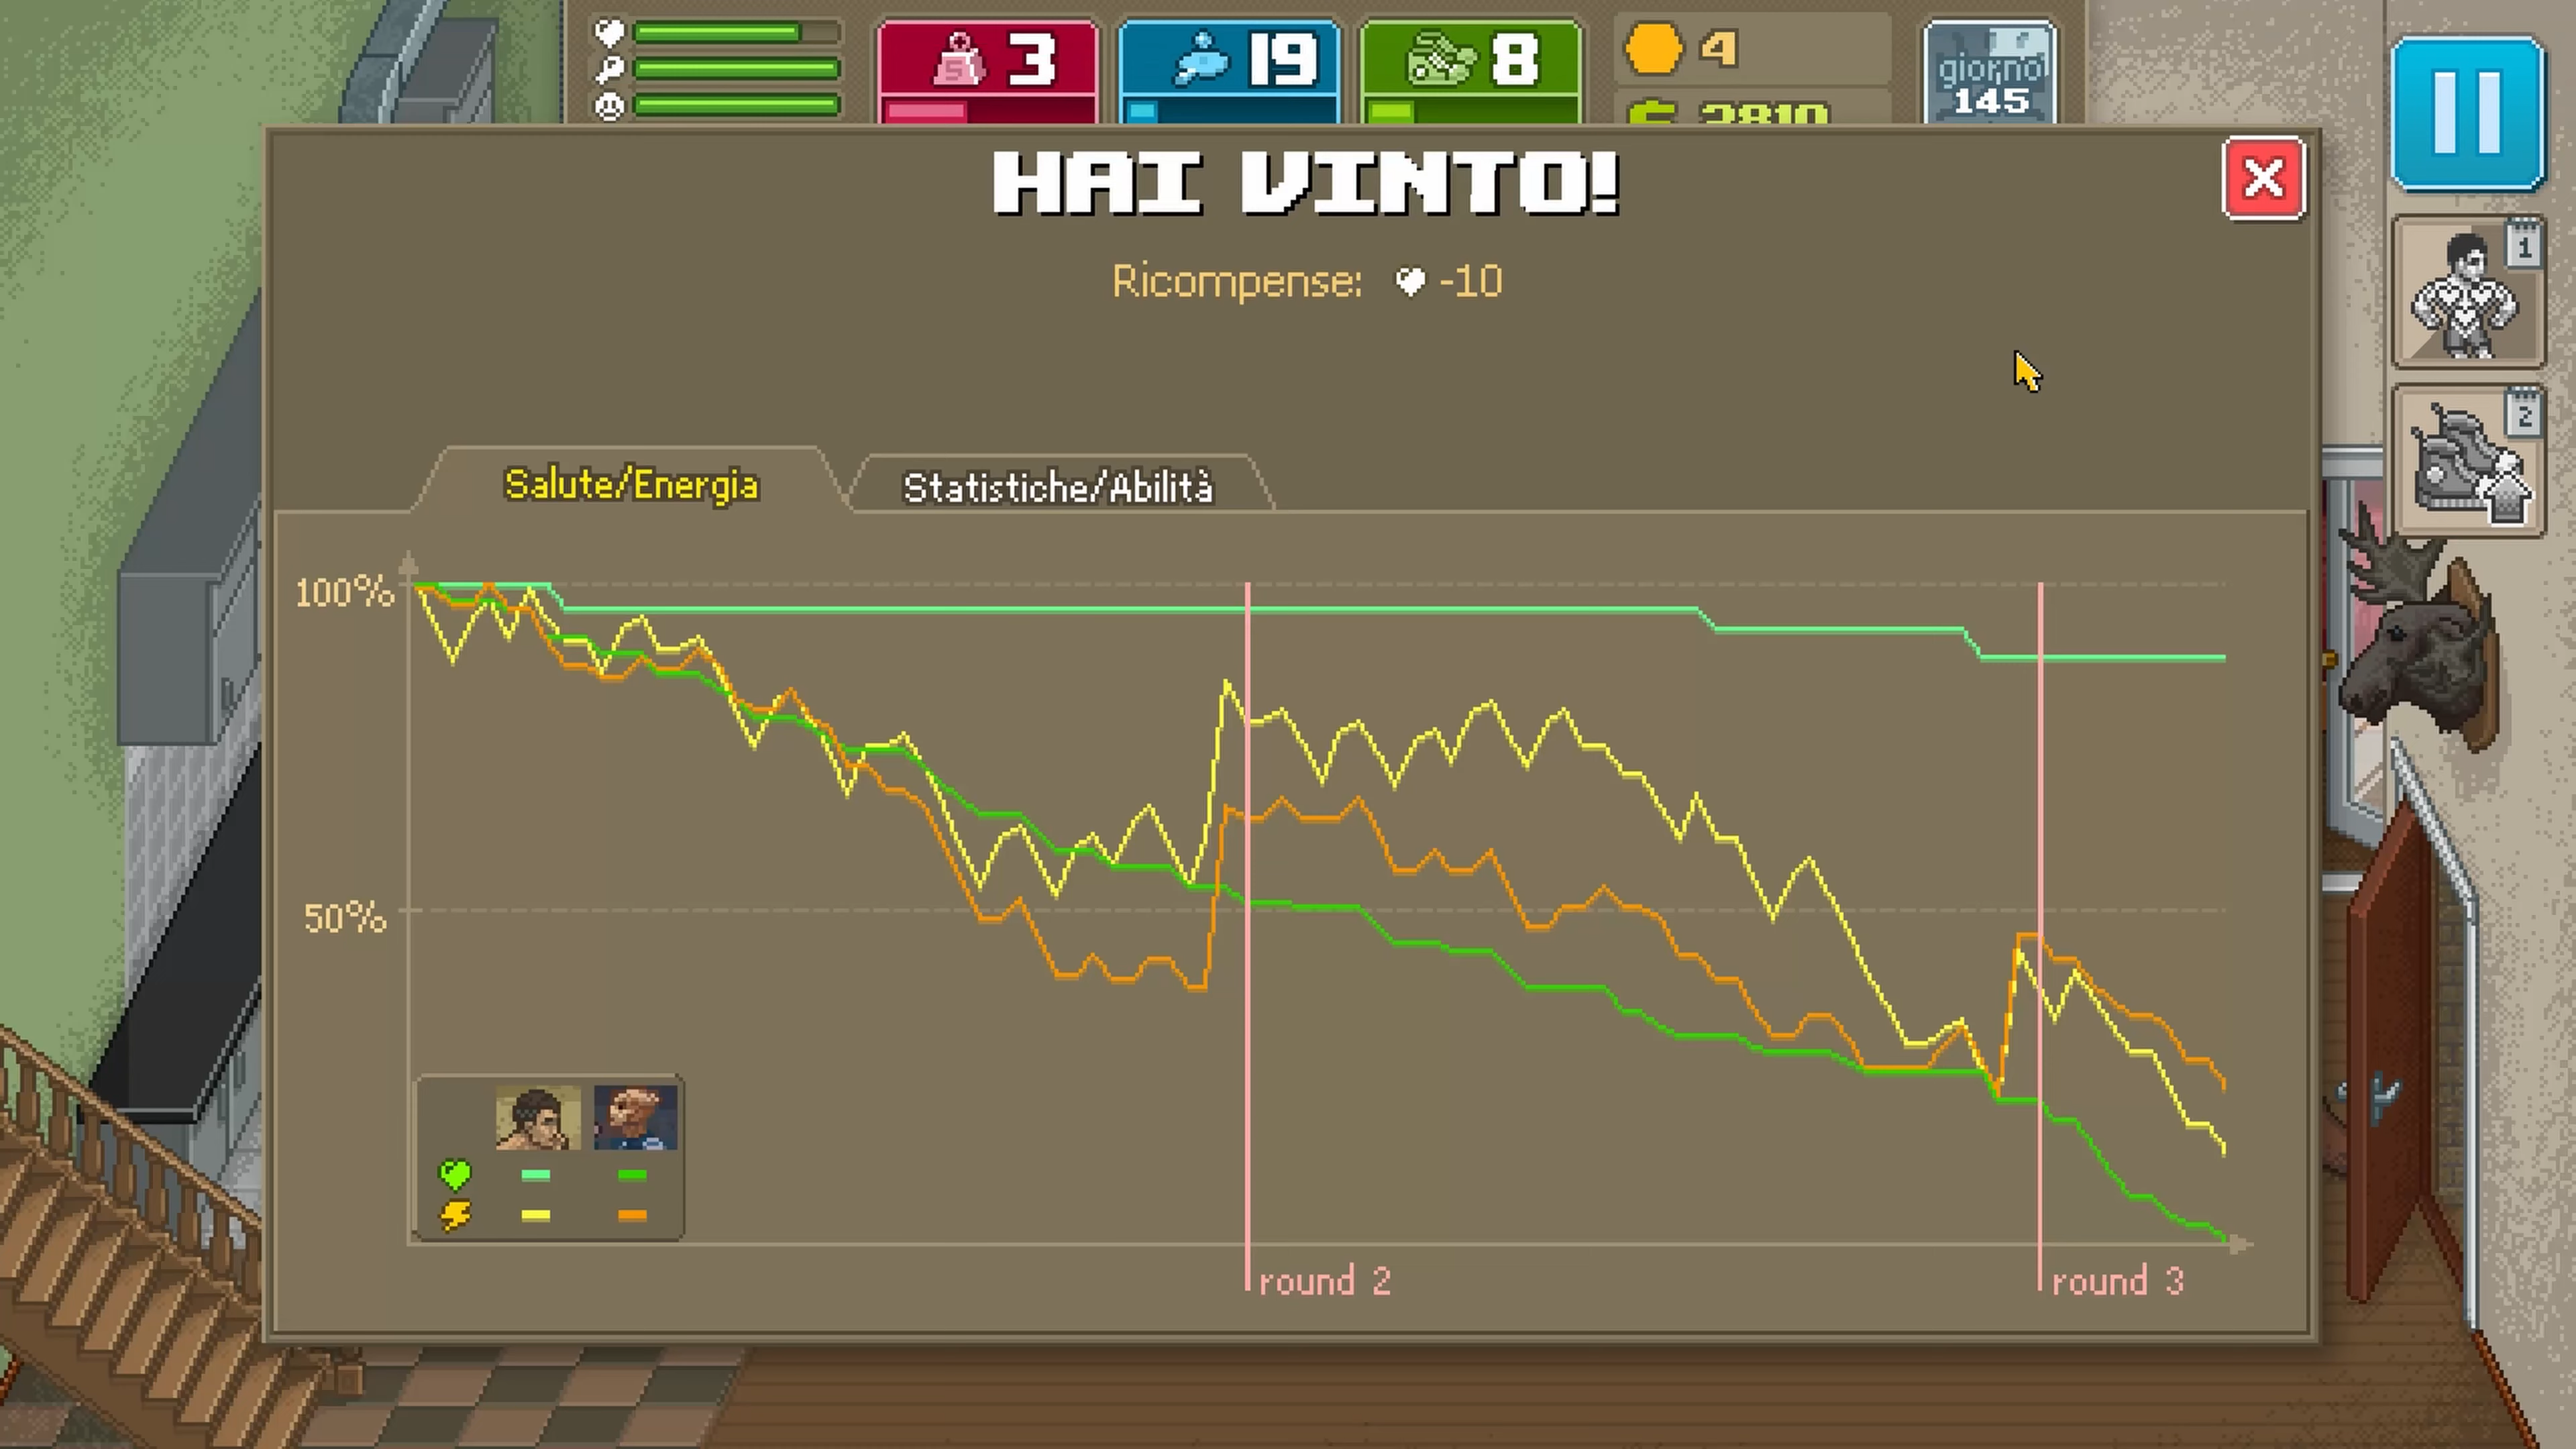 3
19
8
4
2810
giorno
145
HAI VINTO!
Ricompense: -10
1
2
Salute/Energia
Statistiche/Abilità
100%
50%
round 2
round 3